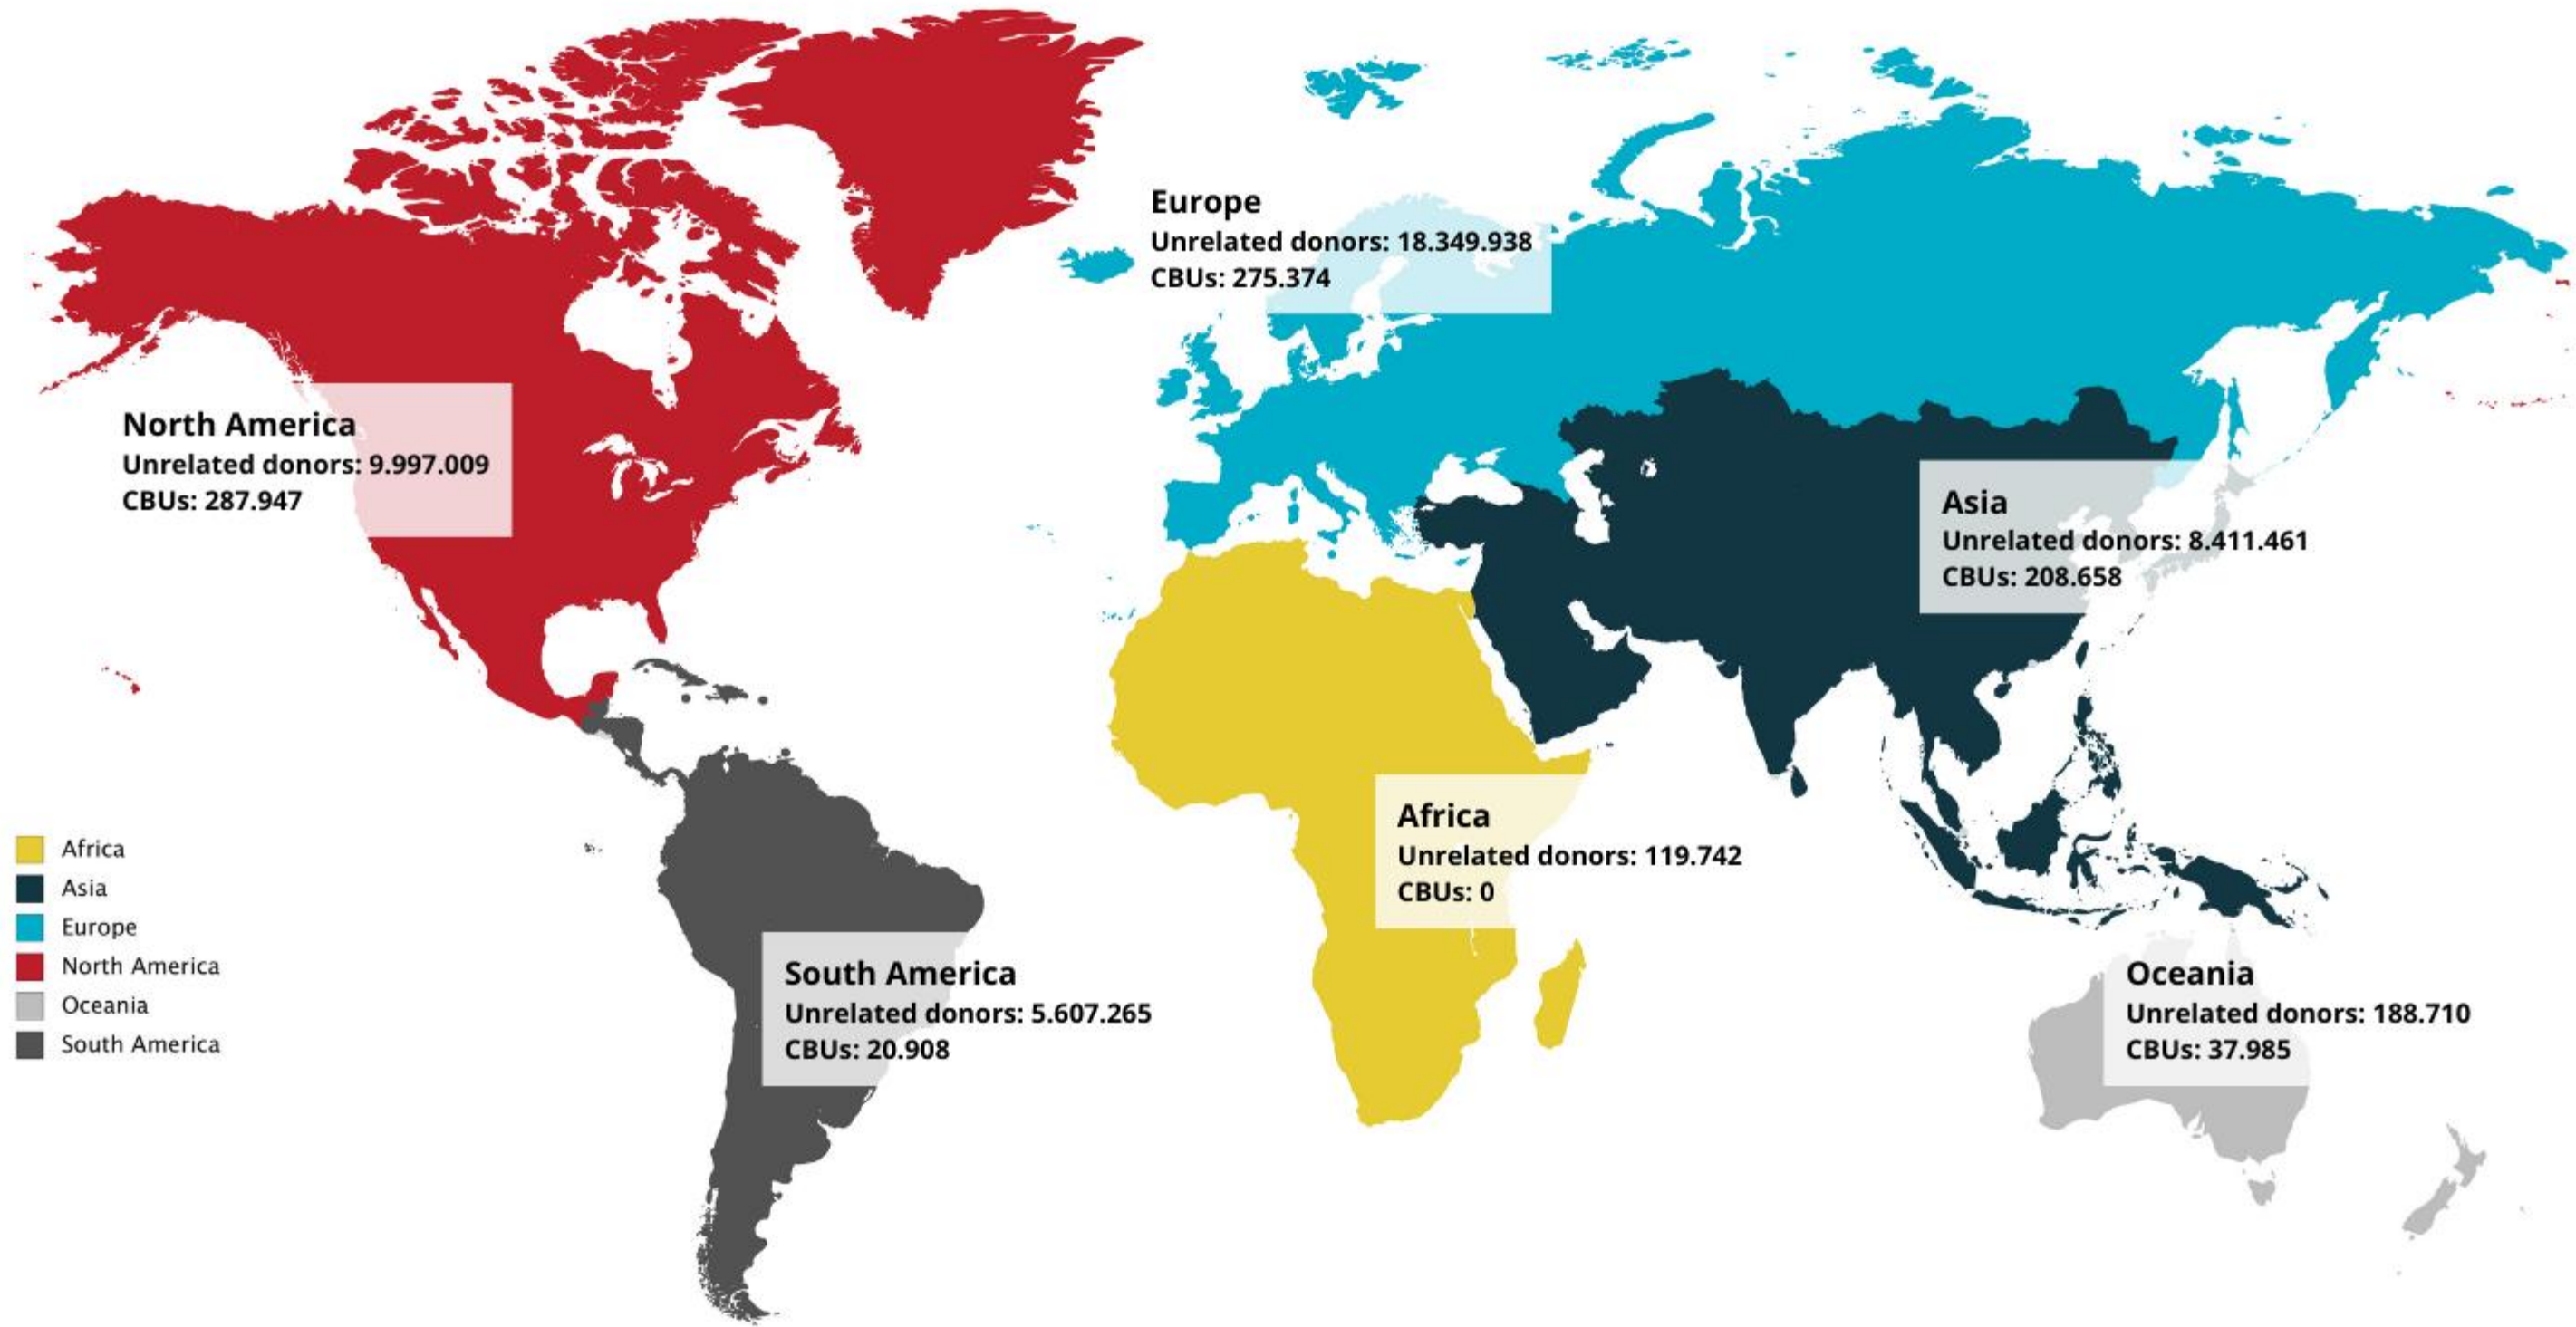 Europe
Unrelated donors: 18.349.938
CBUs: 275.374
North America
Unrelated donors: 9.997.009
CBUs: 287.947
Asia
Unrelated donors: 8.411.461
CBUs: 208.658
Africa
Unrelated donors: 119.742
CBUs: 0
South America
Unrelated donors: 5.607.265
CBUs: 20.908
Oceania
Unrelated donors: 188.710
CBUs: 37.985
Africa
Asia
Europe
North America
Oceania
South America